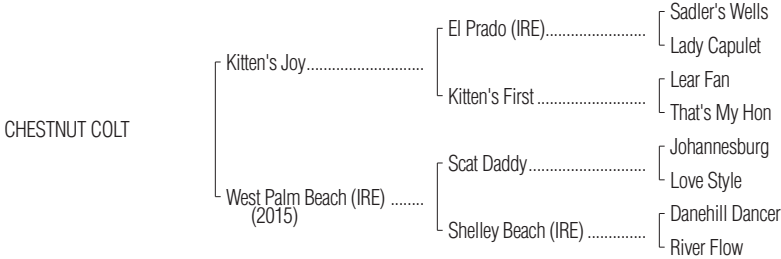 Sadler's Wells
El Prado (IRE)........................
Lady Capulet
Kitten's Joy............................
Lear Fan
Kitten's First..........................
That's My Hon
CHESTNUT COLT
Johannesburg
Scat Daddy............................
Love Style
West Palm Beach (IRE) ........
(2015)
Danehill Dancer
Shelley Beach (IRE) ..............
River Flow